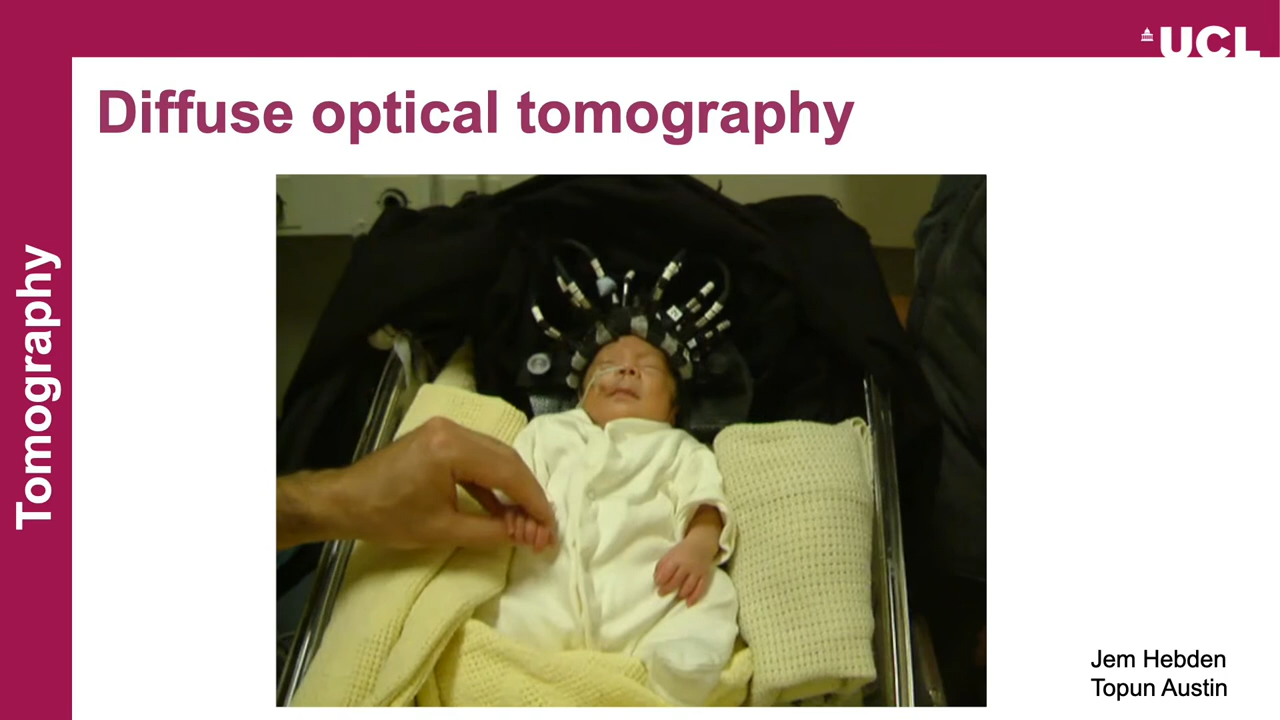 UCL
Diffuse optical tomography
Tomography
Jem Hebden
Topun Austin